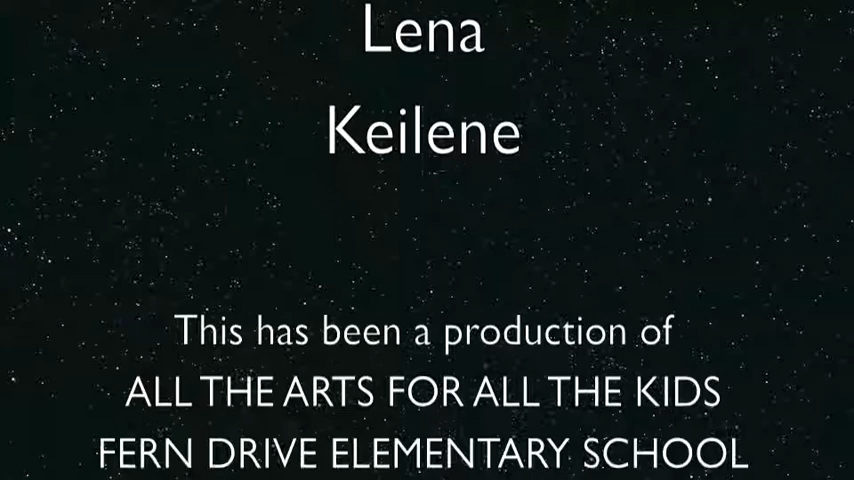 Lena
Keilene
This has been a production of
ALL THE ARTS FOR ALL THE KIDS
FERN DRIVE ELEMENTARY SCHOOL